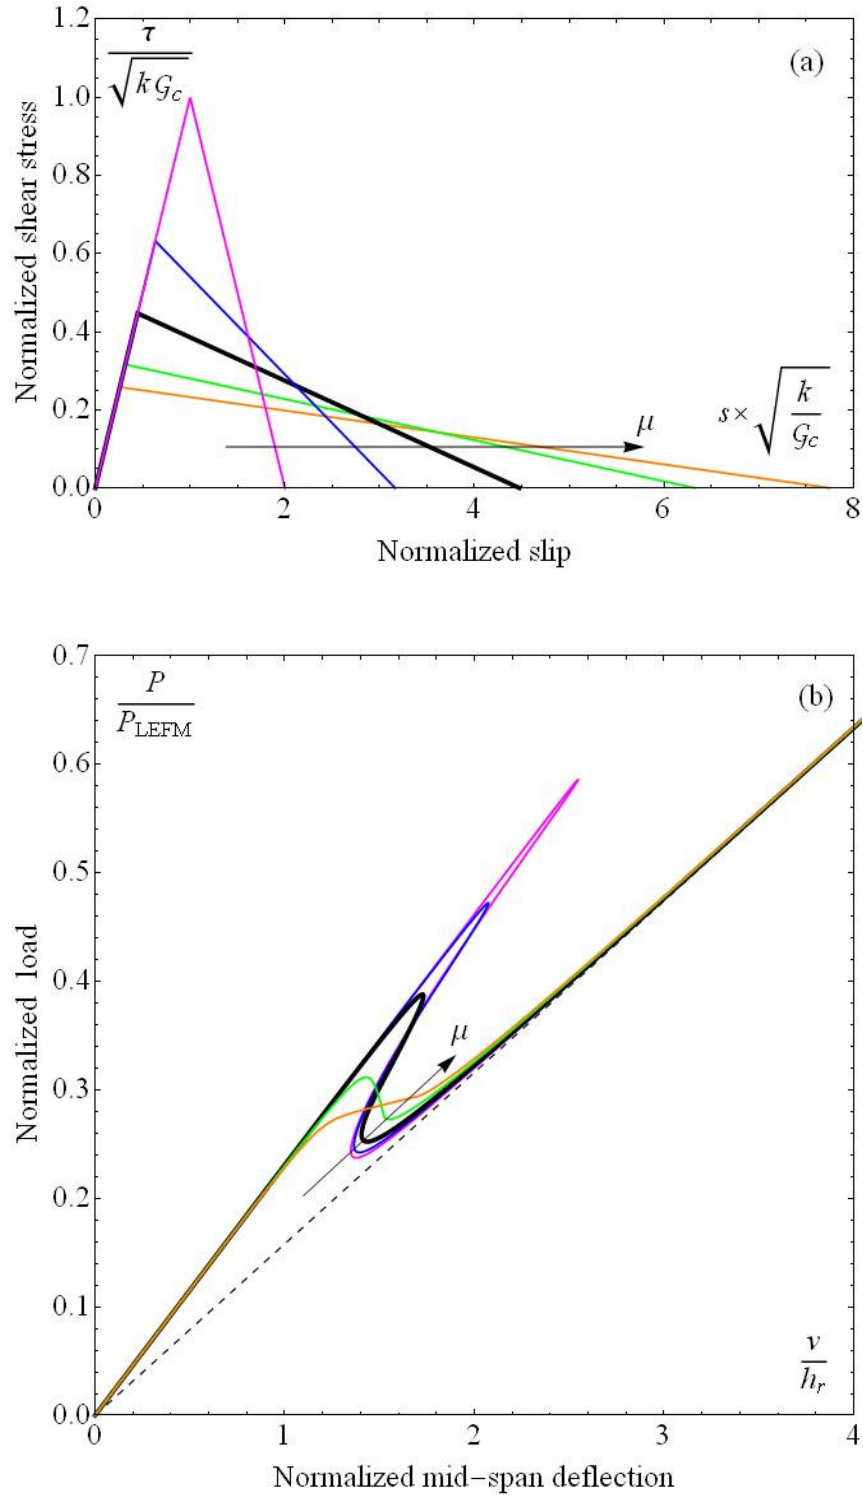 1.2
τ / √(k 𝒢c)
(a)
1.0
0.8
0.6
0.4
0.2
0.0
Normalized shear stress
μ
s × √(k / 𝒢c)
0 2 4 6 8
Normalized slip
0.7
P / P_LEFM
(b)
0.6
0.5
0.4
0.3
0.2
0.1
0.0
Normalized load
μ
v / h_r
0 1 2 3 4
Normalized mid-span deflection